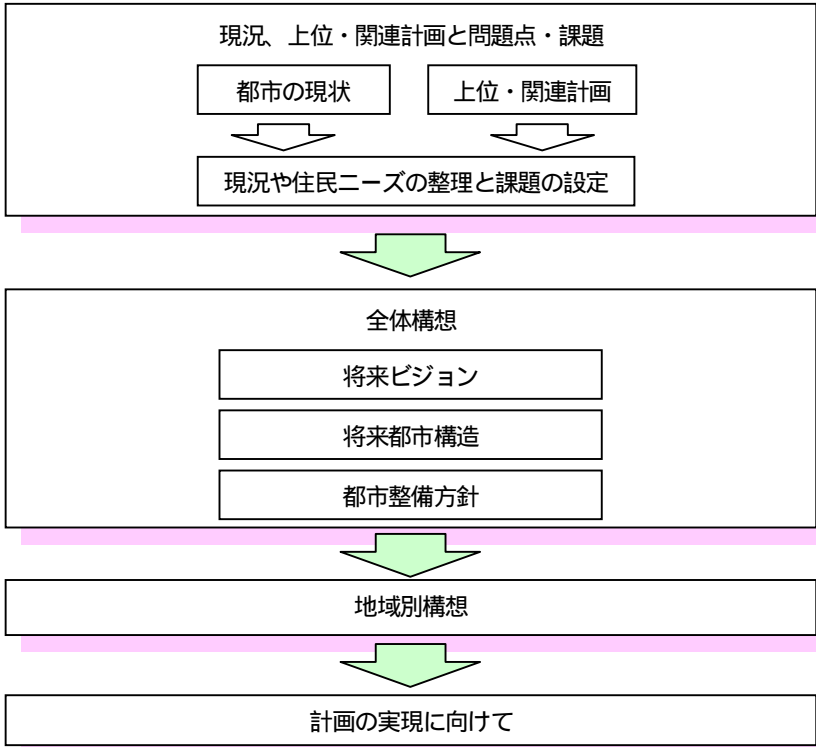 現況、上位・関連計画と問題点・課題
都市の現状
上位・関連計画
現況や住民ニーズの整理と課題の設定
全体構想
将来ビジョン
将来都市構造
都市整備方針
地域別構想
計画の実現に向けて